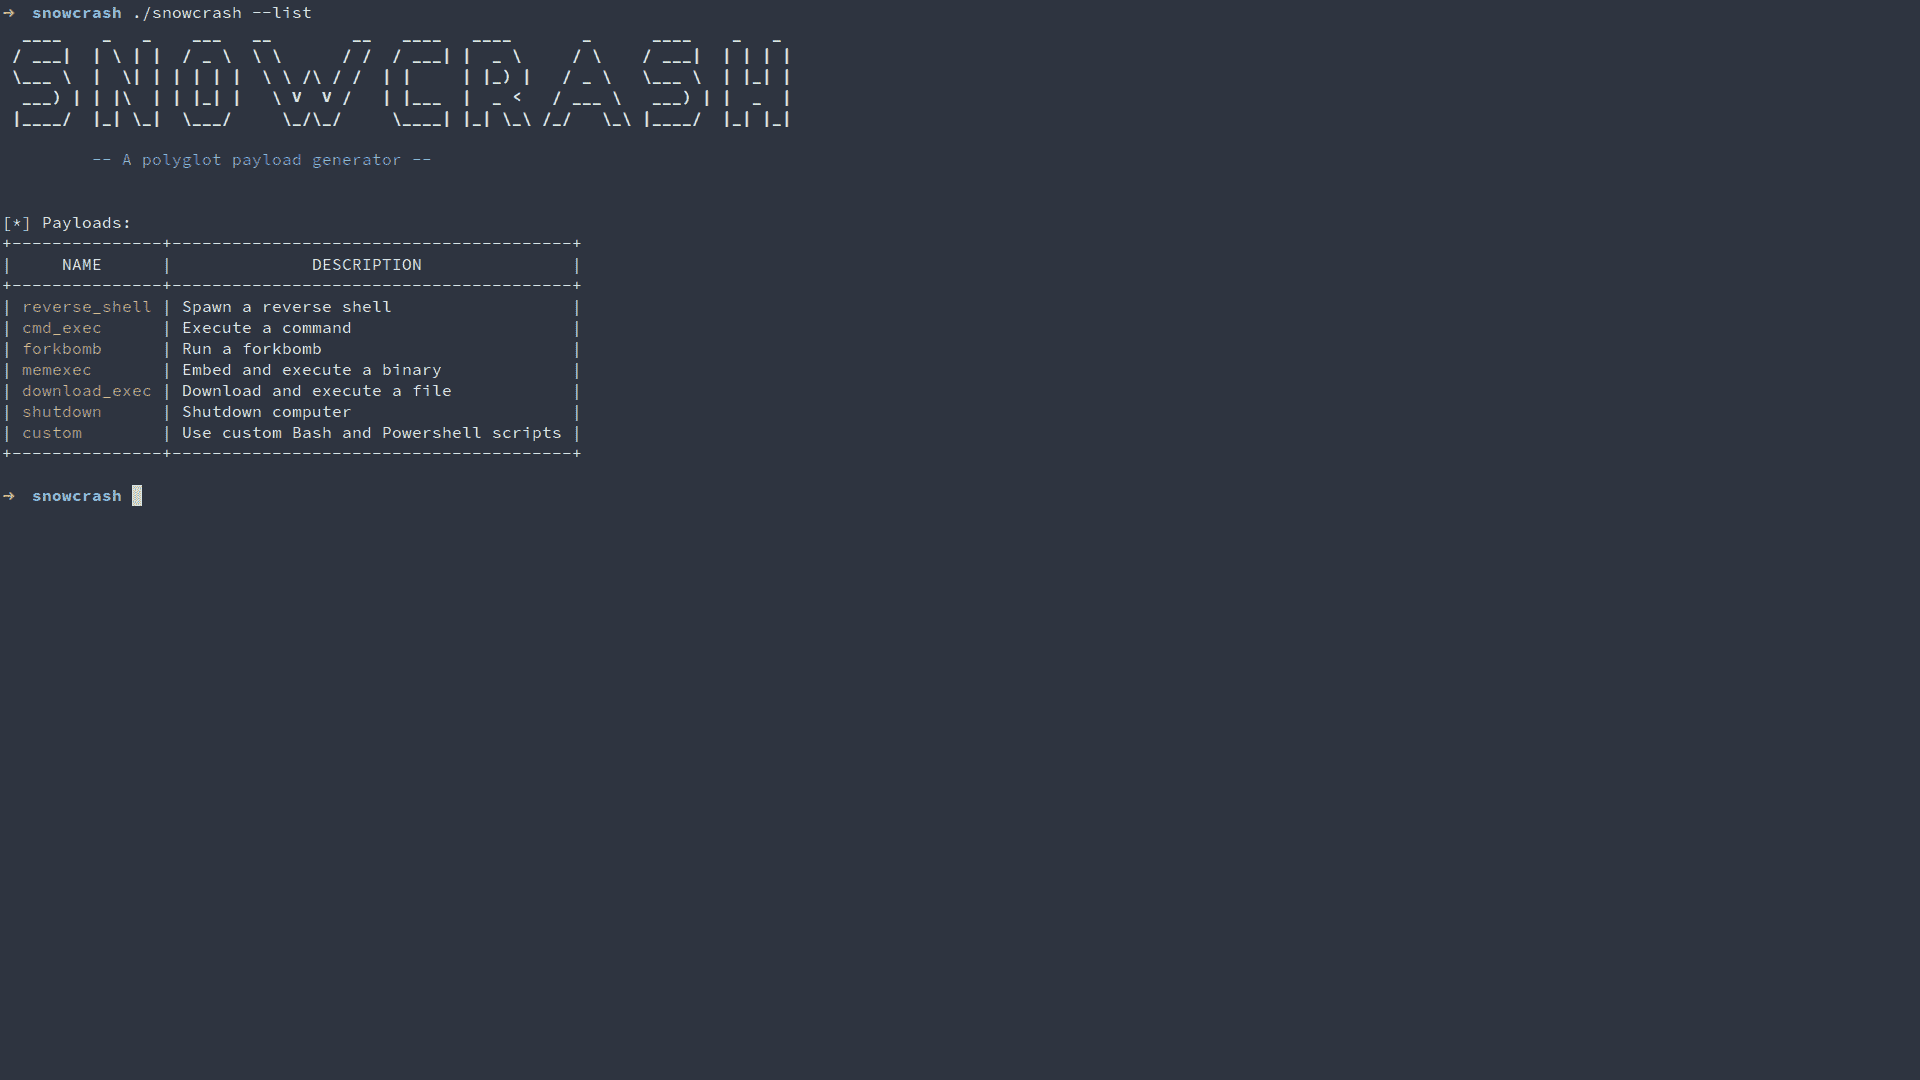 ➜  snowcrash ./snowcrash --list
SNOWCRASH
-- A polyglot payload generator --
[*] Payloads:
+---------------+----------------------------------------+
|     NAME      |              DESCRIPTION               |
+---------------+----------------------------------------+
| reverse_shell | Spawn a reverse shell                  |
| cmd_exec      | Execute a command                      |
| forkbomb      | Run a forkbomb                         |
| memexec       | Embed and execute a binary             |
| download_exec | Download and execute a file            |
| shutdown      | Shutdown computer                      |
| custom        | Use custom Bash and Powershell scripts |
+---------------+----------------------------------------+
➜  snowcrash